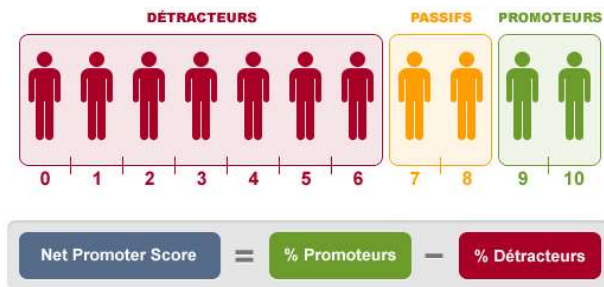 DÉTRACTEURS PASSIFS PROMOTEURS
0 1 2 3 4 5 6 7 8 9 10
Net Promoter Score = % Promoteurs − % Détracteurs